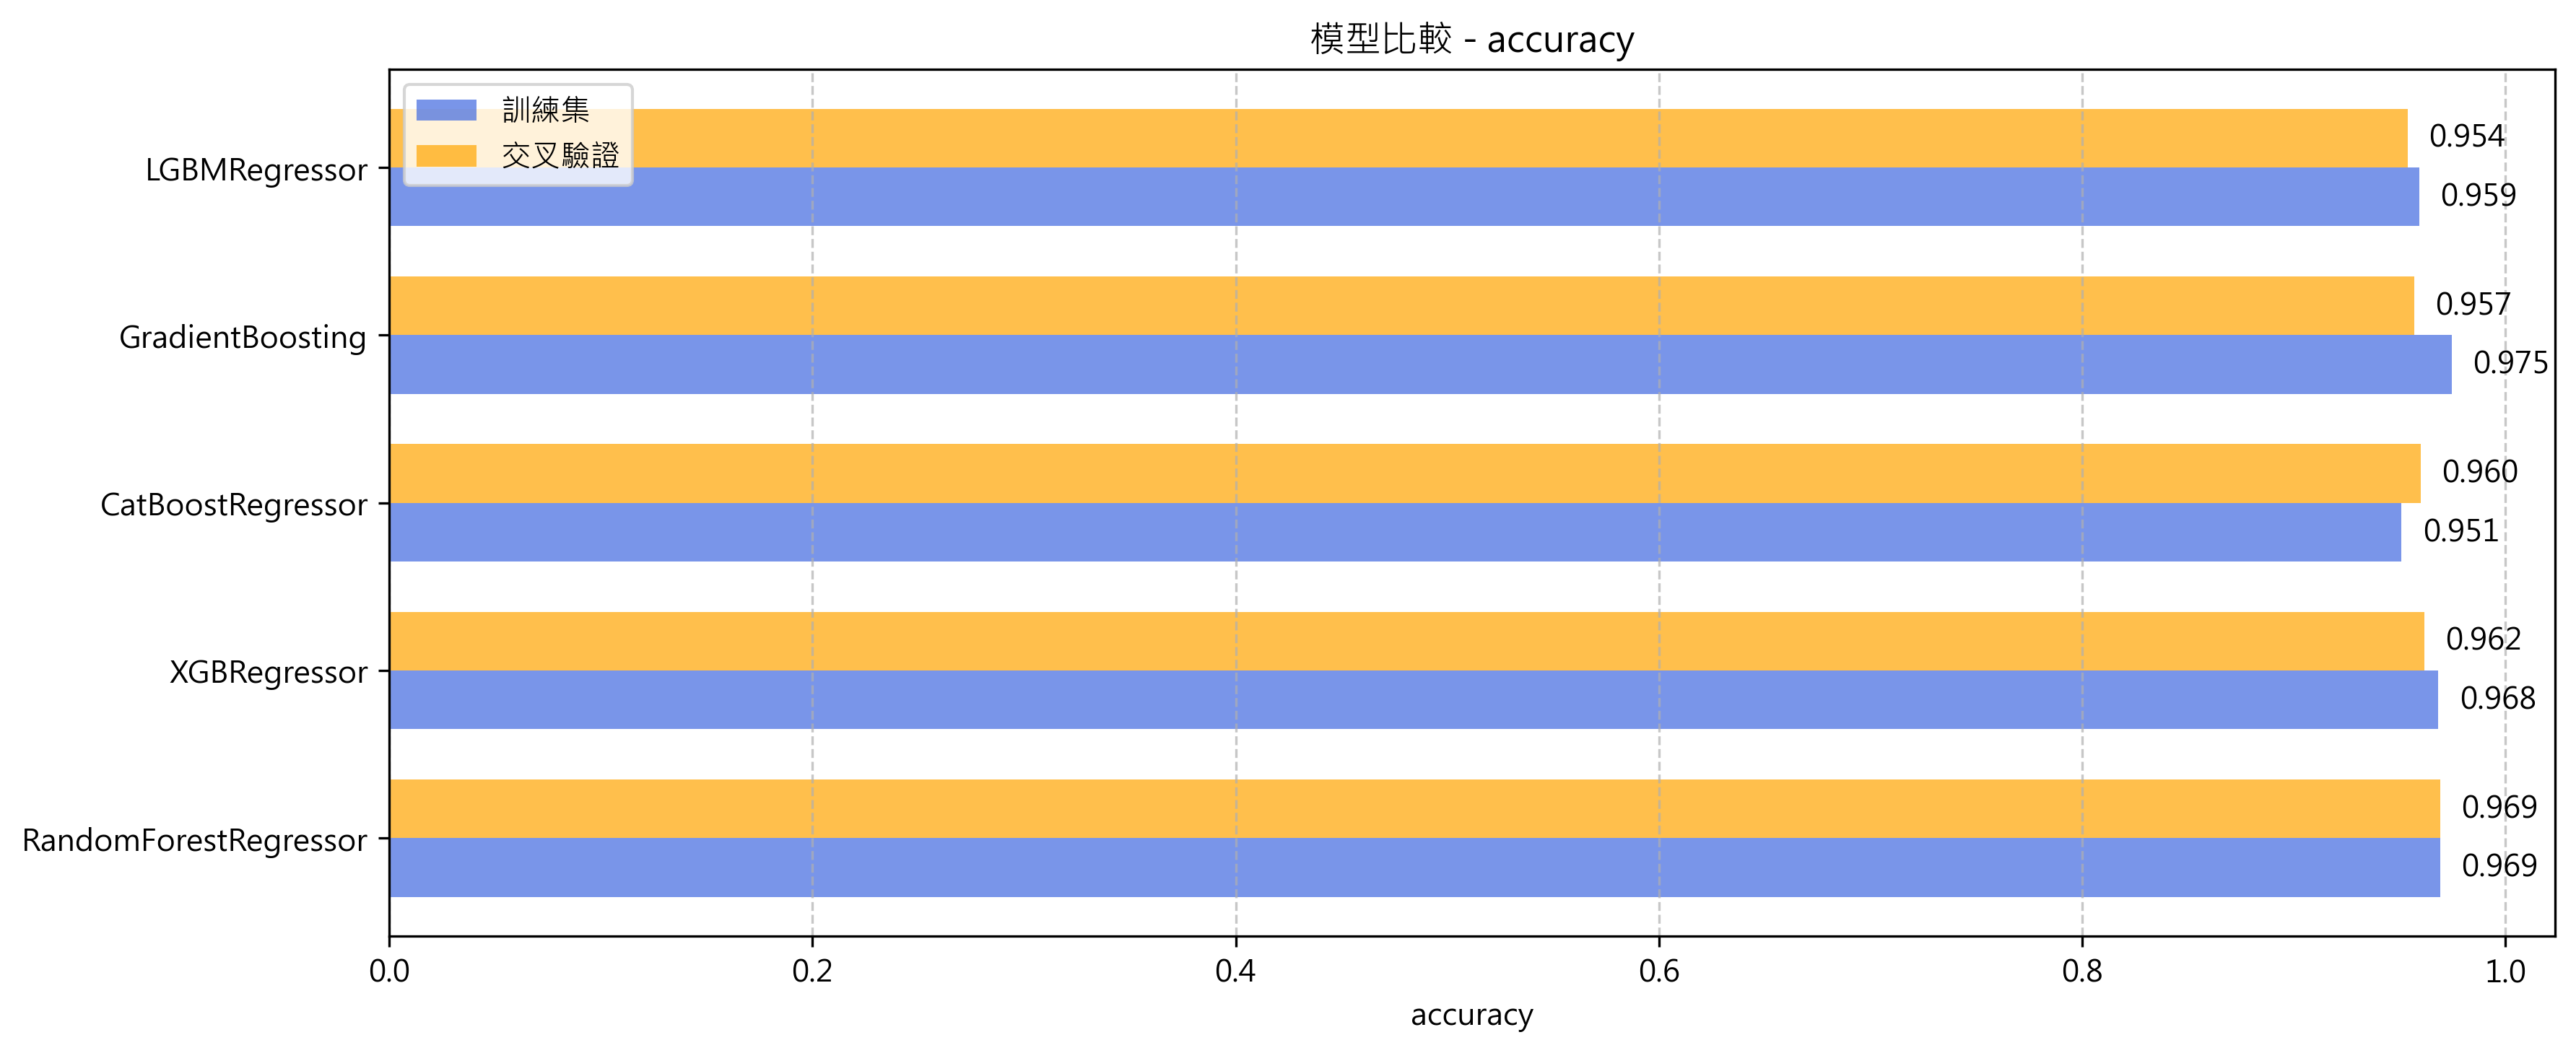 模型比較 - accuracy
訓練集
交叉驗證
LGBMRegressor
0.954
0.959
GradientBoosting
0.957
0.975
CatBoostRegressor
0.960
0.951
XGBRegressor
0.962
0.968
RandomForestRegressor
0.969
0.969
0.0 0.2 0.4 0.6 0.8 1.0
accuracy